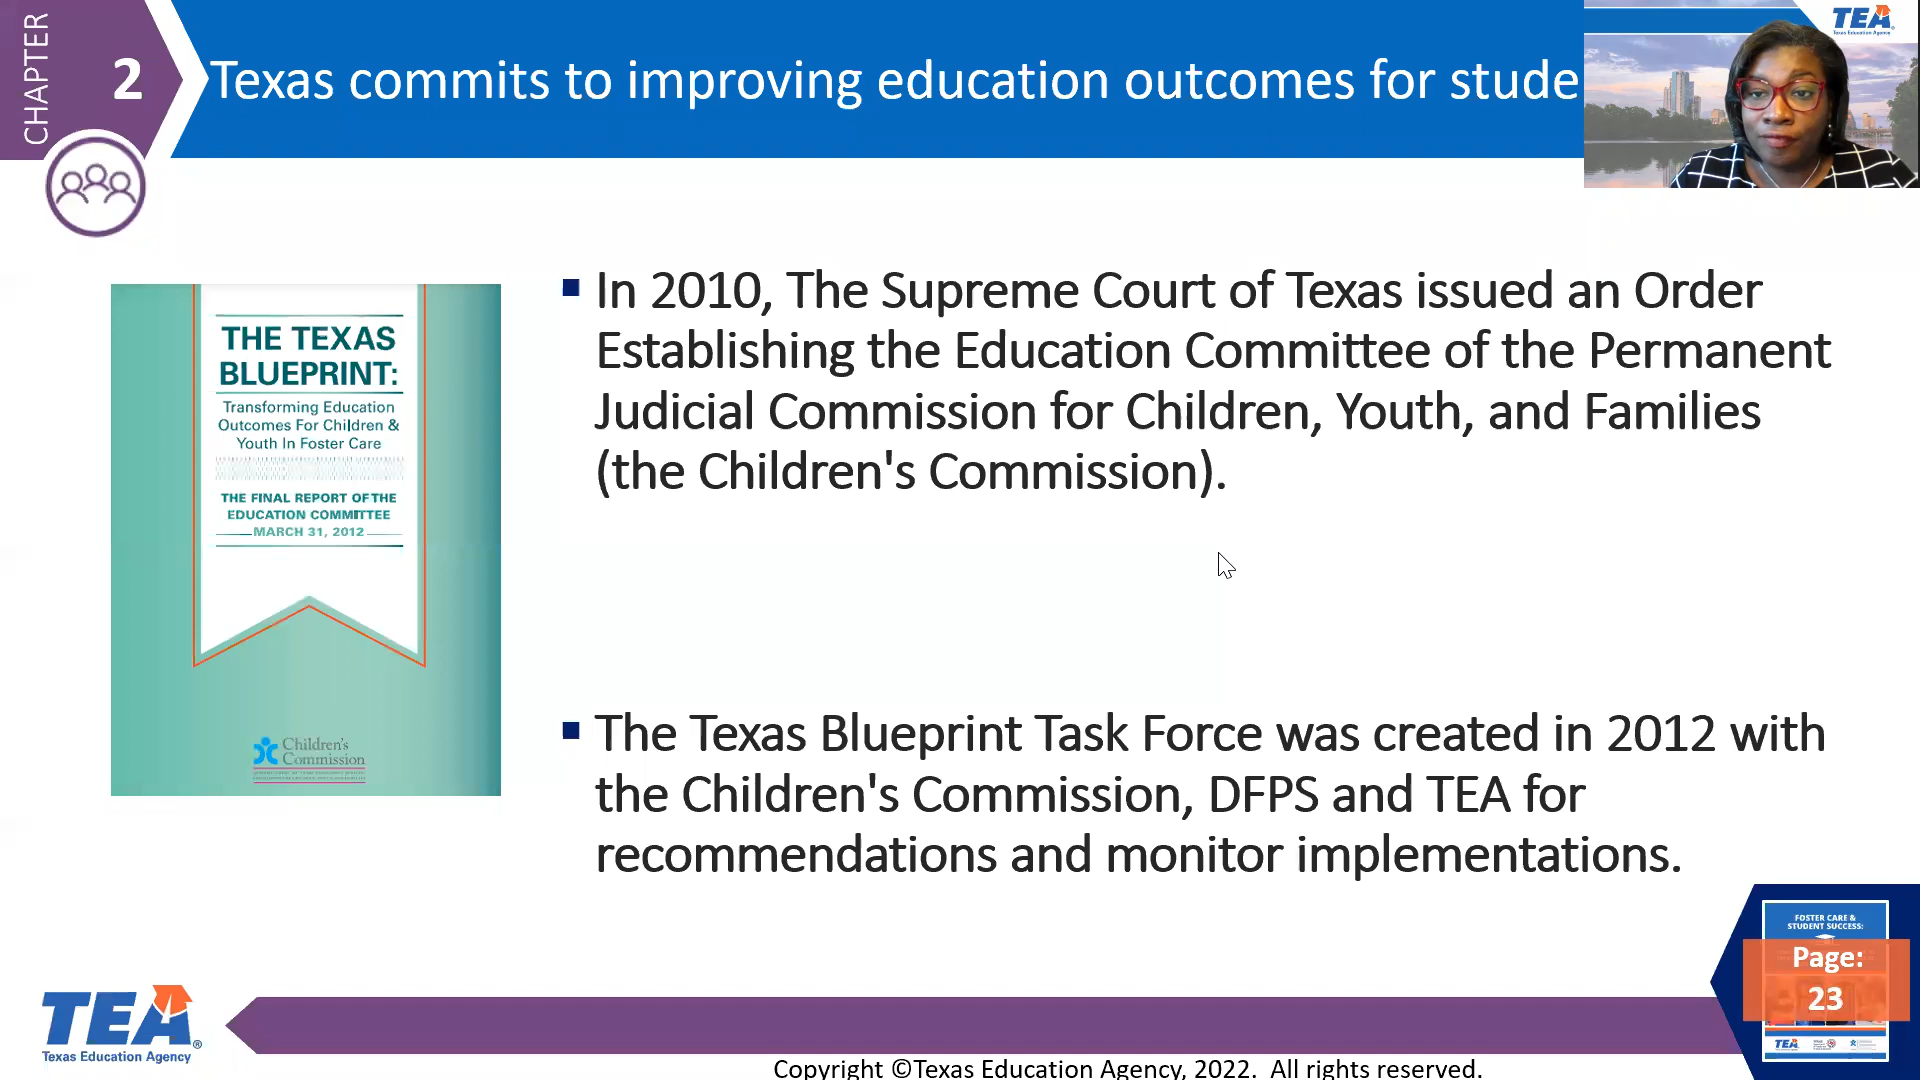 CHAPTER
2
Texas commits to improving education outcomes for stude
TEA
Texas Education Agency
THE TEXAS
BLUEPRINT:
Transforming Education
Outcomes For Children &
Youth In Foster Care
THE FINAL REPORT OF THE
EDUCATION COMMITTEE
MARCH 31, 2012
Children's
Commission
In 2010, The Supreme Court of Texas issued an Order
Establishing the Education Committee of the Permanent
Judicial Commission for Children, Youth, and Families
(the Children's Commission).
The Texas Blueprint Task Force was created in 2012 with
the Children's Commission, DFPS and TEA for
recommendations and monitor implementations.
FOSTER CARE &
STUDENT SUCCESS:
Page:
23
TEA
TEA®
Texas Education Agency
Copyright ©Texas Education Agency, 2022.  All rights reserved.